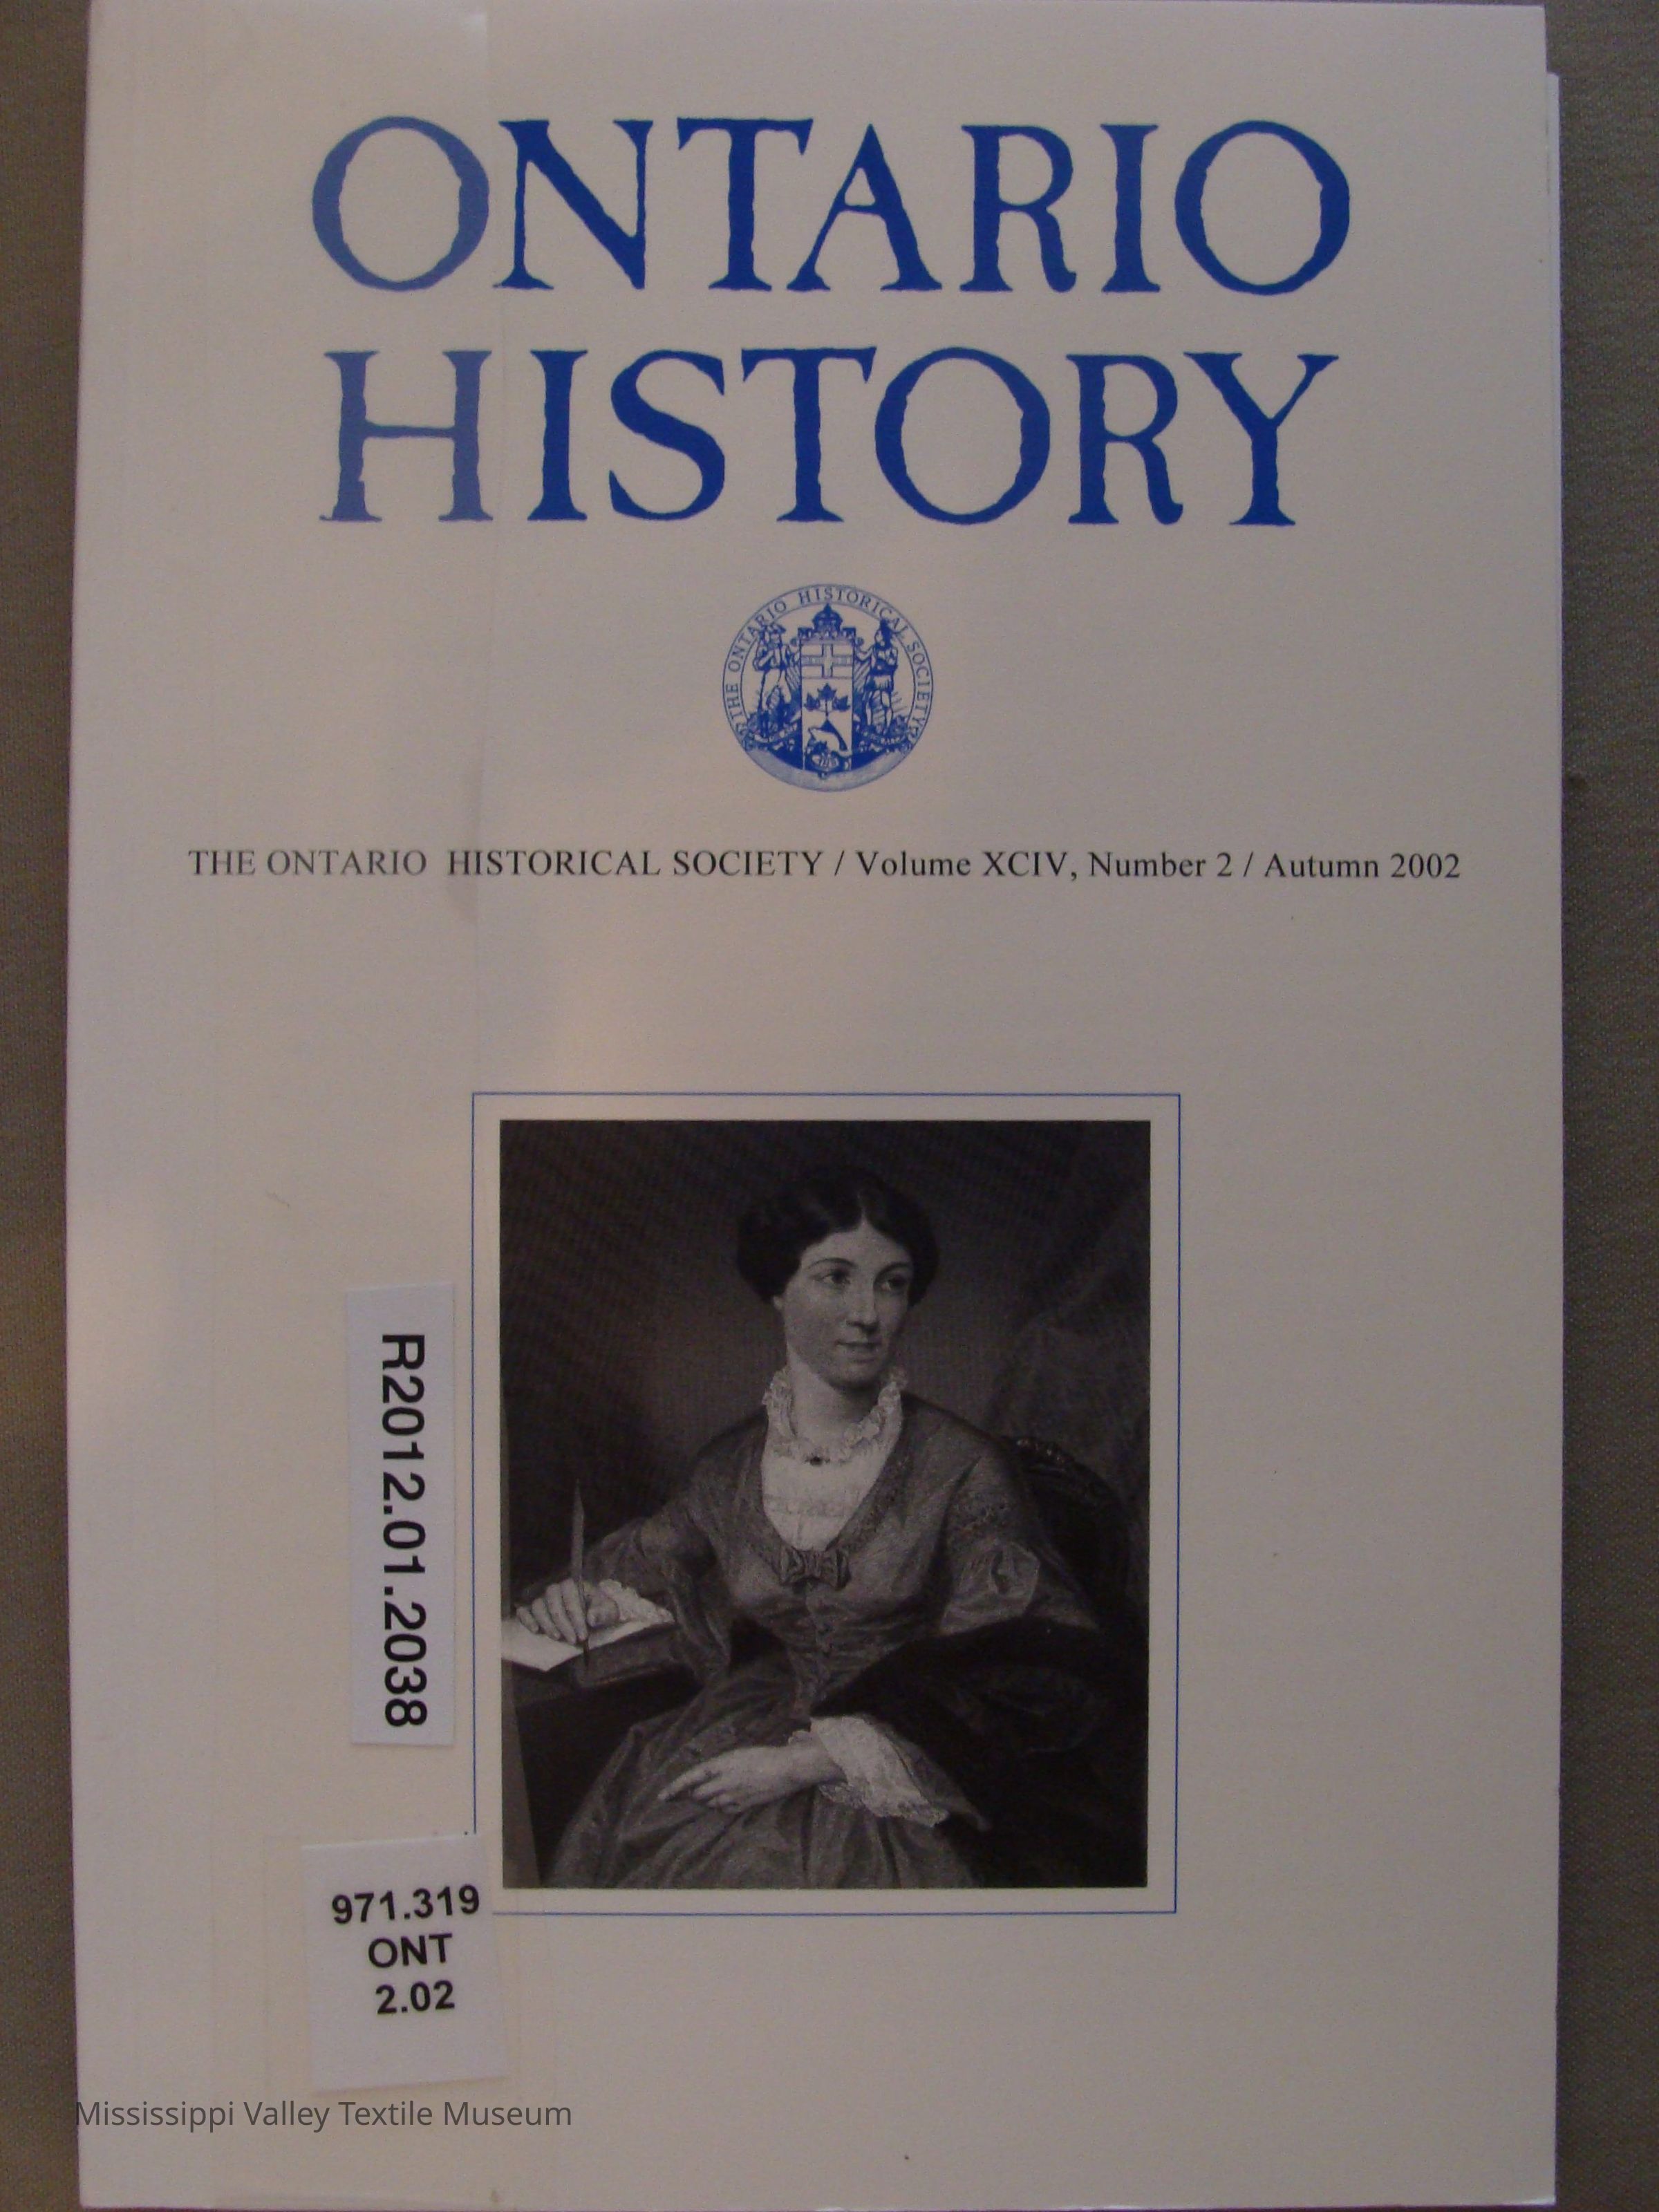 ONTARIO
HISTORY
THE ONTARIO HISTORICAL SOCIETY
THE ONTARIO HISTORICAL SOCIETY / Volume XCIV, Number 2 / Autumn 2002
R2012.01.2038
971.319
ONT
2.02
Mississippi Valley Textile Museum